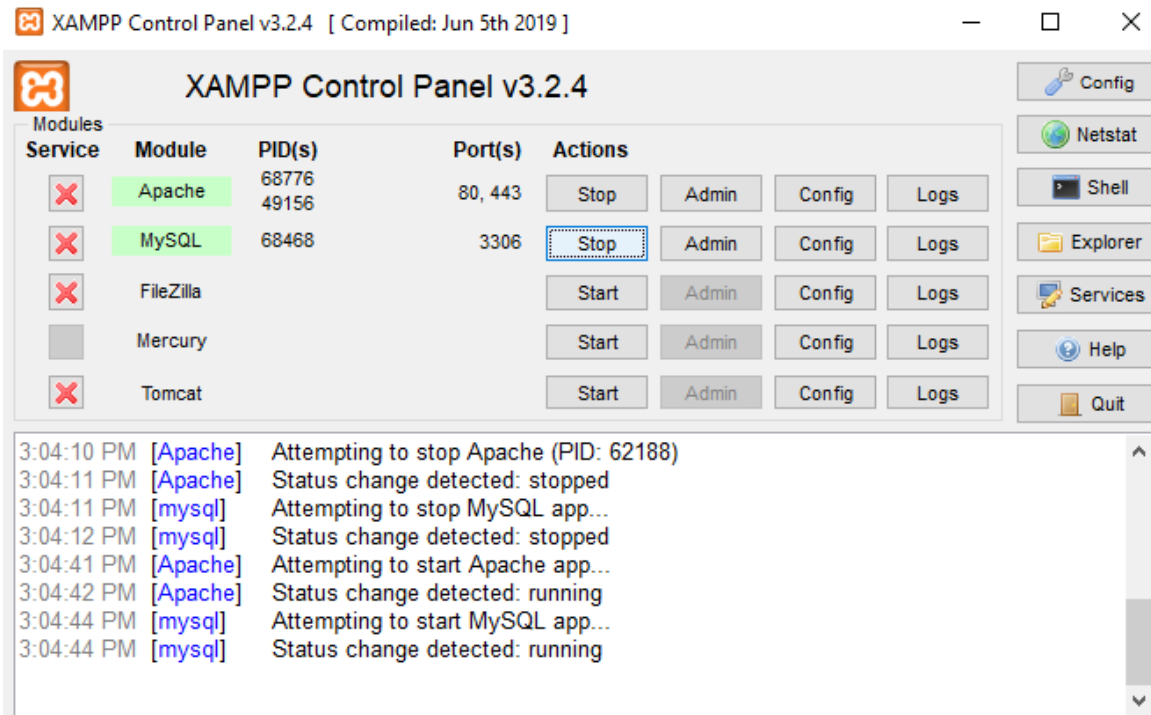 XAMPP Control Panel v3.2.4 [ Compiled: Jun 5th 2019 ]
XAMPP Control Panel v3.2.4
Config
Modules
Netstat
Service Module PID(s) Port(s) Actions
Apache 68776 49156 80, 443 Stop Admin Config Logs
Shell
MySQL 68468 3306 Stop Admin Config Logs
Explorer
FileZilla Start Admin Config Logs
Services
Mercury Start Admin Config Logs
Help
Tomcat Start Admin Config Logs
Quit
3:04:10 PM [Apache] Attempting to stop Apache (PID: 62188)
3:04:11 PM [Apache] Status change detected: stopped
3:04:11 PM [mysql] Attempting to stop MySQL app...
3:04:12 PM [mysql] Status change detected: stopped
3:04:41 PM [Apache] Attempting to start Apache app...
3:04:42 PM [Apache] Status change detected: running
3:04:44 PM [mysql] Attempting to start MySQL app...
3:04:44 PM [mysql] Status change detected: running